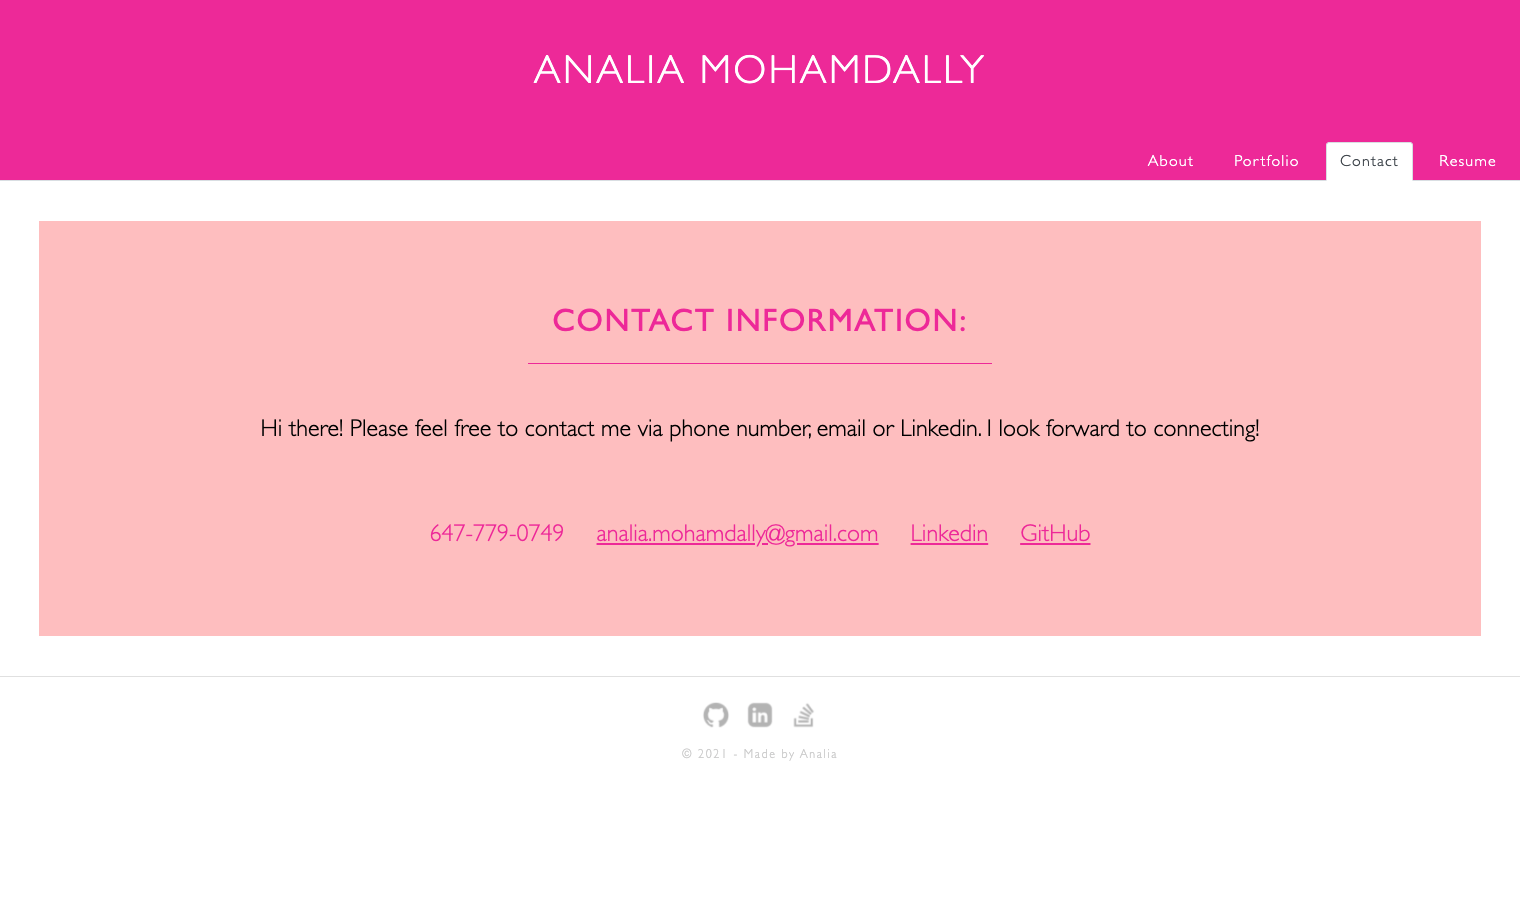 ANALIA MOHAMDALLY
About Portfolio Contact Resume
CONTACT INFORMATION:
Hi there! Please feel free to contact me via phone number, email or Linkedin. I look forward to connecting!
647-779-0749 analia.mohamdally@gmail.com Linkedin GitHub
in
© 2021 - Made by Analia